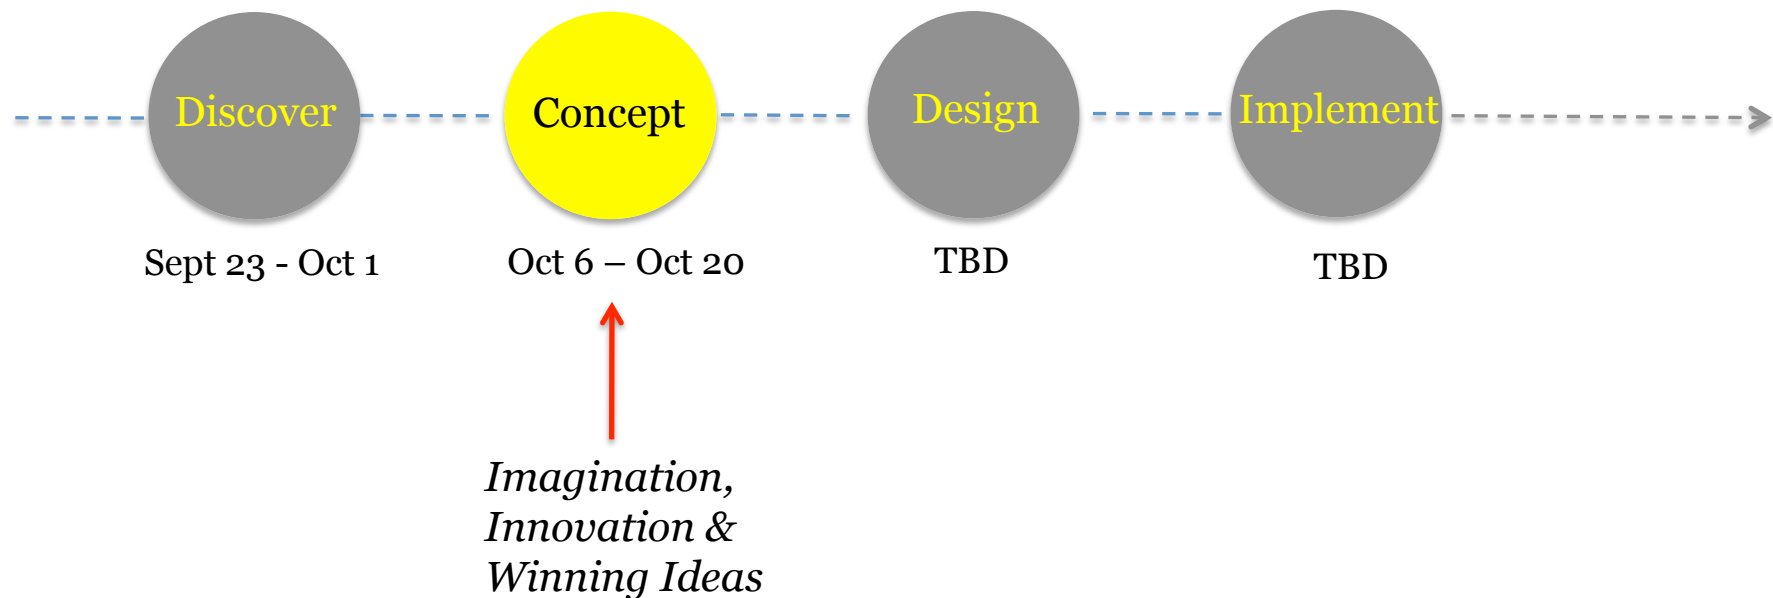 Discover
Concept
Design
Implement
Sept 23 - Oct 1
Oct 6 – Oct 20
TBD
TBD
Imagination,
Innovation &
Winning Ideas